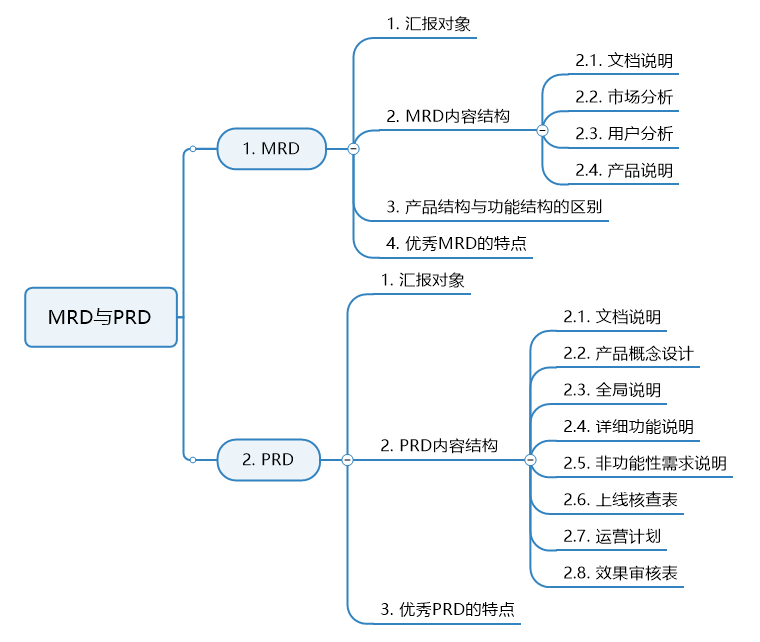 MRD与PRD
1. MRD
1. 汇报对象
2. MRD内容结构
2.1. 文档说明
2.2. 市场分析
2.3. 用户分析
2.4. 产品说明
3. 产品结构与功能结构的区别
4. 优秀MRD的特点
2. PRD
1. 汇报对象
2. PRD内容结构
2.1. 文档说明
2.2. 产品概念设计
2.3. 全局说明
2.4. 详细功能说明
2.5. 非功能性需求说明
2.6. 上线核查表
2.7. 运营计划
2.8. 效果审核表
3. 优秀PRD的特点